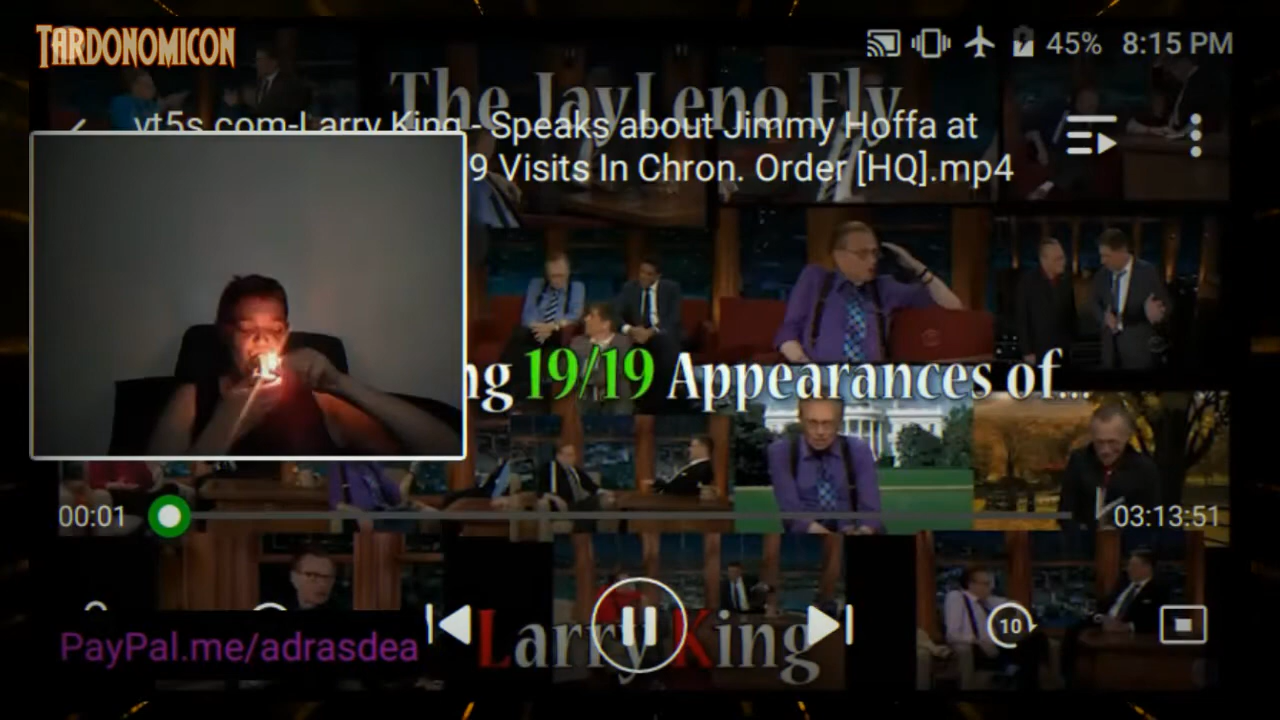 TARDONOMICON
45% 8:15 PM
The JayLeno Fly
yt5s.com-Larry King - Speaks about Jimmy Hoffa at
9 Visits In Chron. Order [HQ].mp4
ng 19/19 Appearances of...
00:01
03:13:51
10
Larry King
PayPal.me/adrasdea